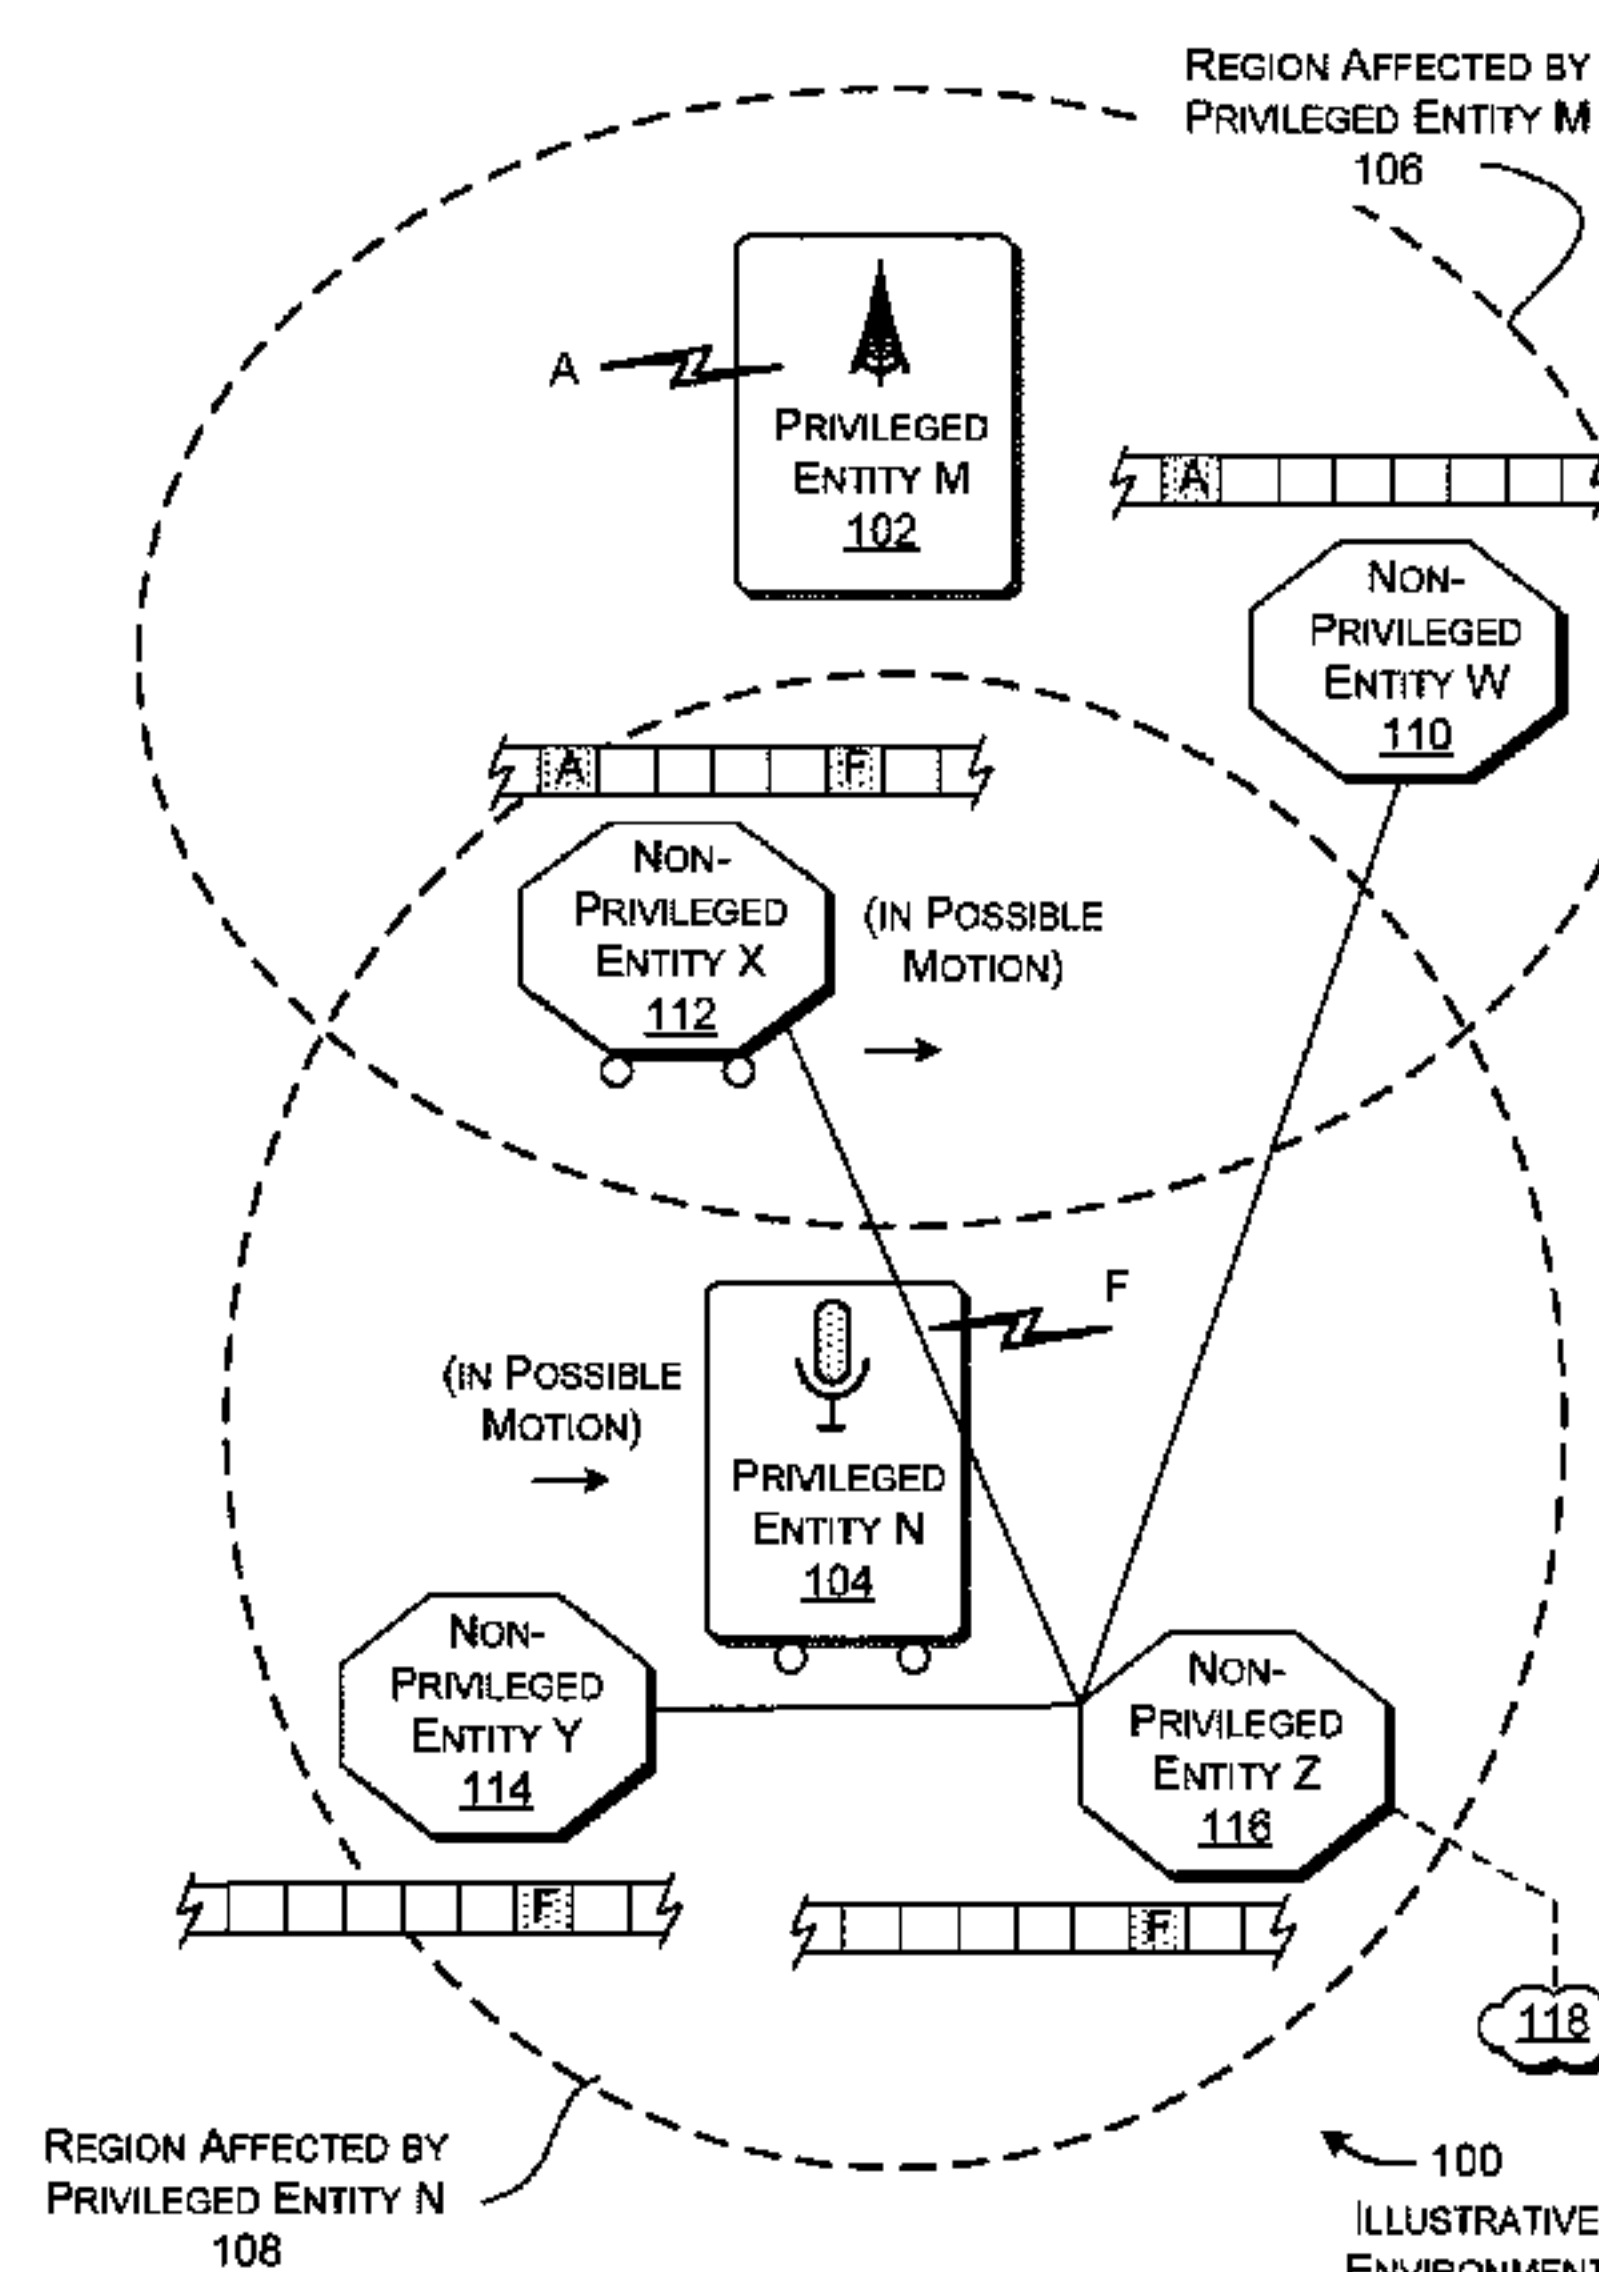 REGION AFFECTED BY
PRIVILEGED ENTITY M
106
A
PRIVILEGED
ENTITY M
102
A
NON-
PRIVILEGED
ENTITY W
110
A F
NON-
PRIVILEGED
ENTITY X
112
(IN POSSIBLE
MOTION)
F
(IN POSSIBLE
MOTION)
PRIVILEGED
ENTITY N
104
NON-
PRIVILEGED
ENTITY Y
114
NON-
PRIVILEGED
ENTITY Z
116
F
F
118
REGION AFFECTED BY
PRIVILEGED ENTITY N
108
100
ILLUSTRATIVE
ENVIRONMENT